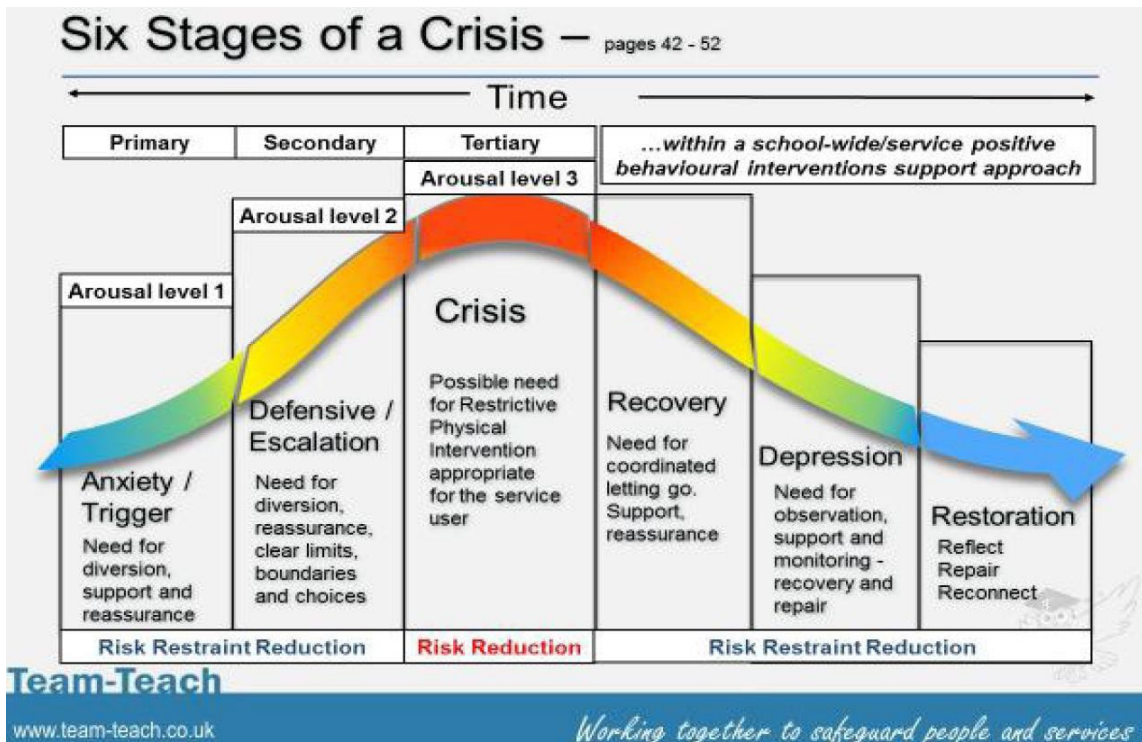 Six Stages of a Crisis – pages 42 - 52
Time
Primary
Secondary
Tertiary
...within a school-wide/service positive
behavioural interventions support approach
Arousal level 1
Arousal level 2
Arousal level 3
Anxiety /
Trigger
Need for
diversion,
support and
reassurance
Defensive /
Escalation
Need for
diversion,
reassurance,
clear limits,
boundaries
and choices
Crisis
Possible need
for Restrictive
Physical
Intervention
appropriate
for the service
user
Recovery
Need for
coordinated
letting go.
Support,
reassurance
Depression
Need for
observation,
support and
monitoring -
recovery and
repair
Restoration
Reflect
Repair
Reconnect
Risk Restraint Reduction
Risk Reduction
Risk Restraint Reduction
Team-Teach
www.team-teach.co.uk
Working together to safeguard people and services